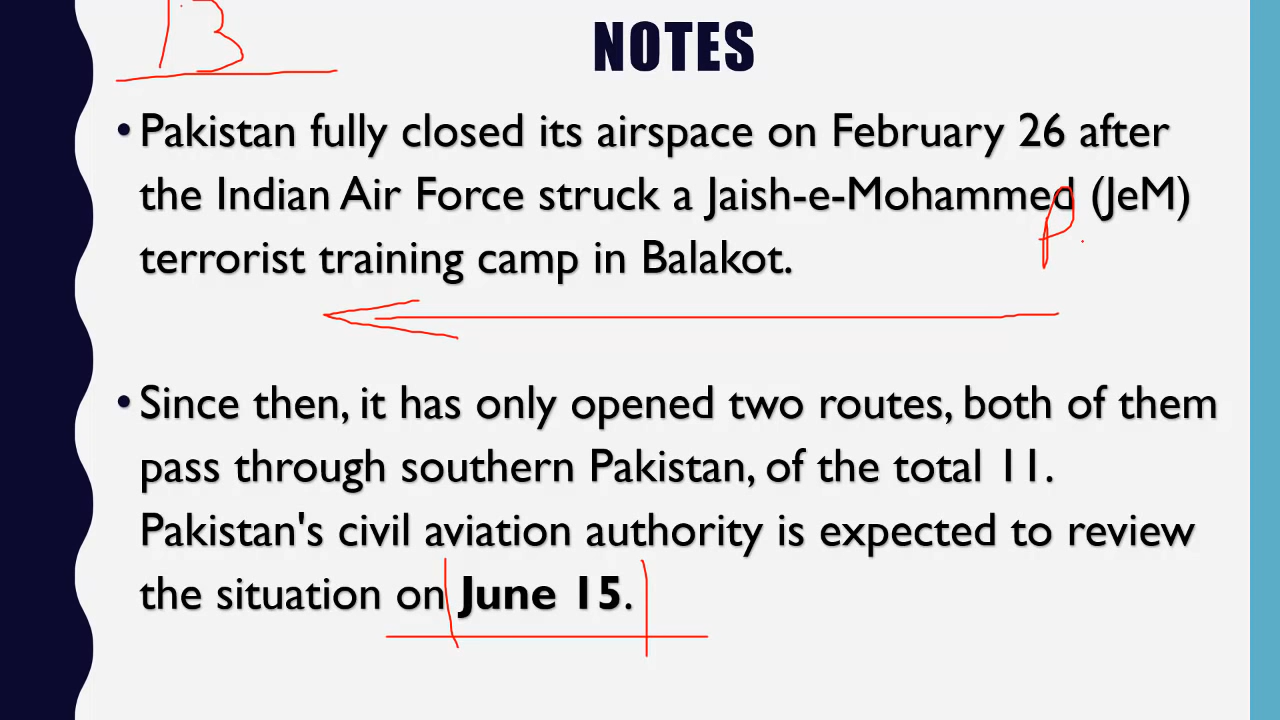 13
NOTES
•Pakistan fully closed its airspace on February 26 after
the Indian Air Force struck a Jaish-e-Mohammed (JeM)
terrorist training camp in Balakot.
P
•Since then, it has only opened two routes, both of them
pass through southern Pakistan, of the total 11.
Pakistan's civil aviation authority is expected to review
the situation on June 15.